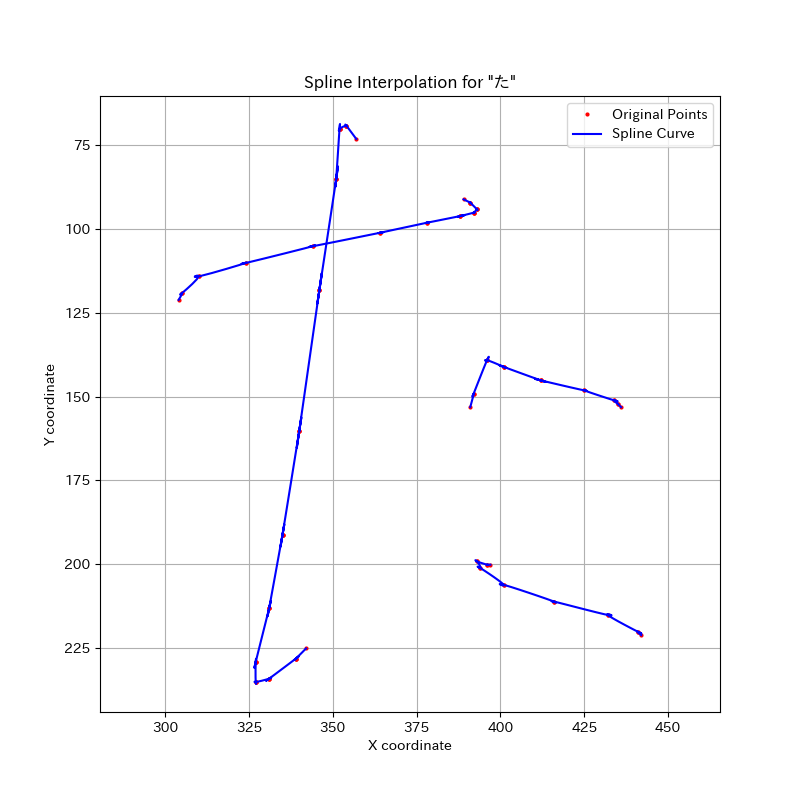 Spline Interpolation for "た"
Original Points
Spline Curve
75
100
125
150
175
200
225
Y coordinate
300 325 350 375 400 425 450
X coordinate